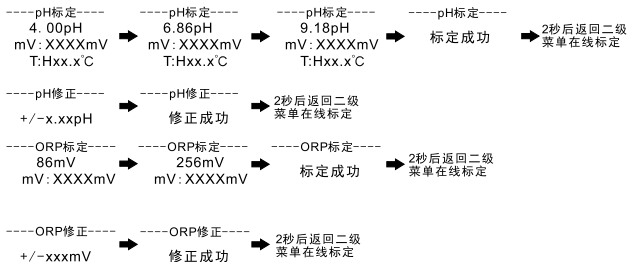 ----pH标定----
4. 00pH
mV:XXXXmV
T:Hxx.x℃
----pH标定----
6.86pH
mV:XXXXmV
T:Hxx.x℃
----pH标定----
9.18pH
mV:XXXXmV
T:Hxx.x℃
----pH标定----
标定成功
2秒后返回二级
菜单在线标定
----pH修正----
+/-x.xxpH
----pH修正----
修正成功
2秒后返回二级
菜单在线标定
----ORP标定----
86mV
mV:XXXXmV
----ORP标定----
256mV
mV:XXXXmV
----ORP标定----
标定成功
2秒后返回二级
菜单在线标定
----ORP修正----
+/-xxxmV
----ORP修正----
修正成功
2秒后返回二级
菜单在线标定